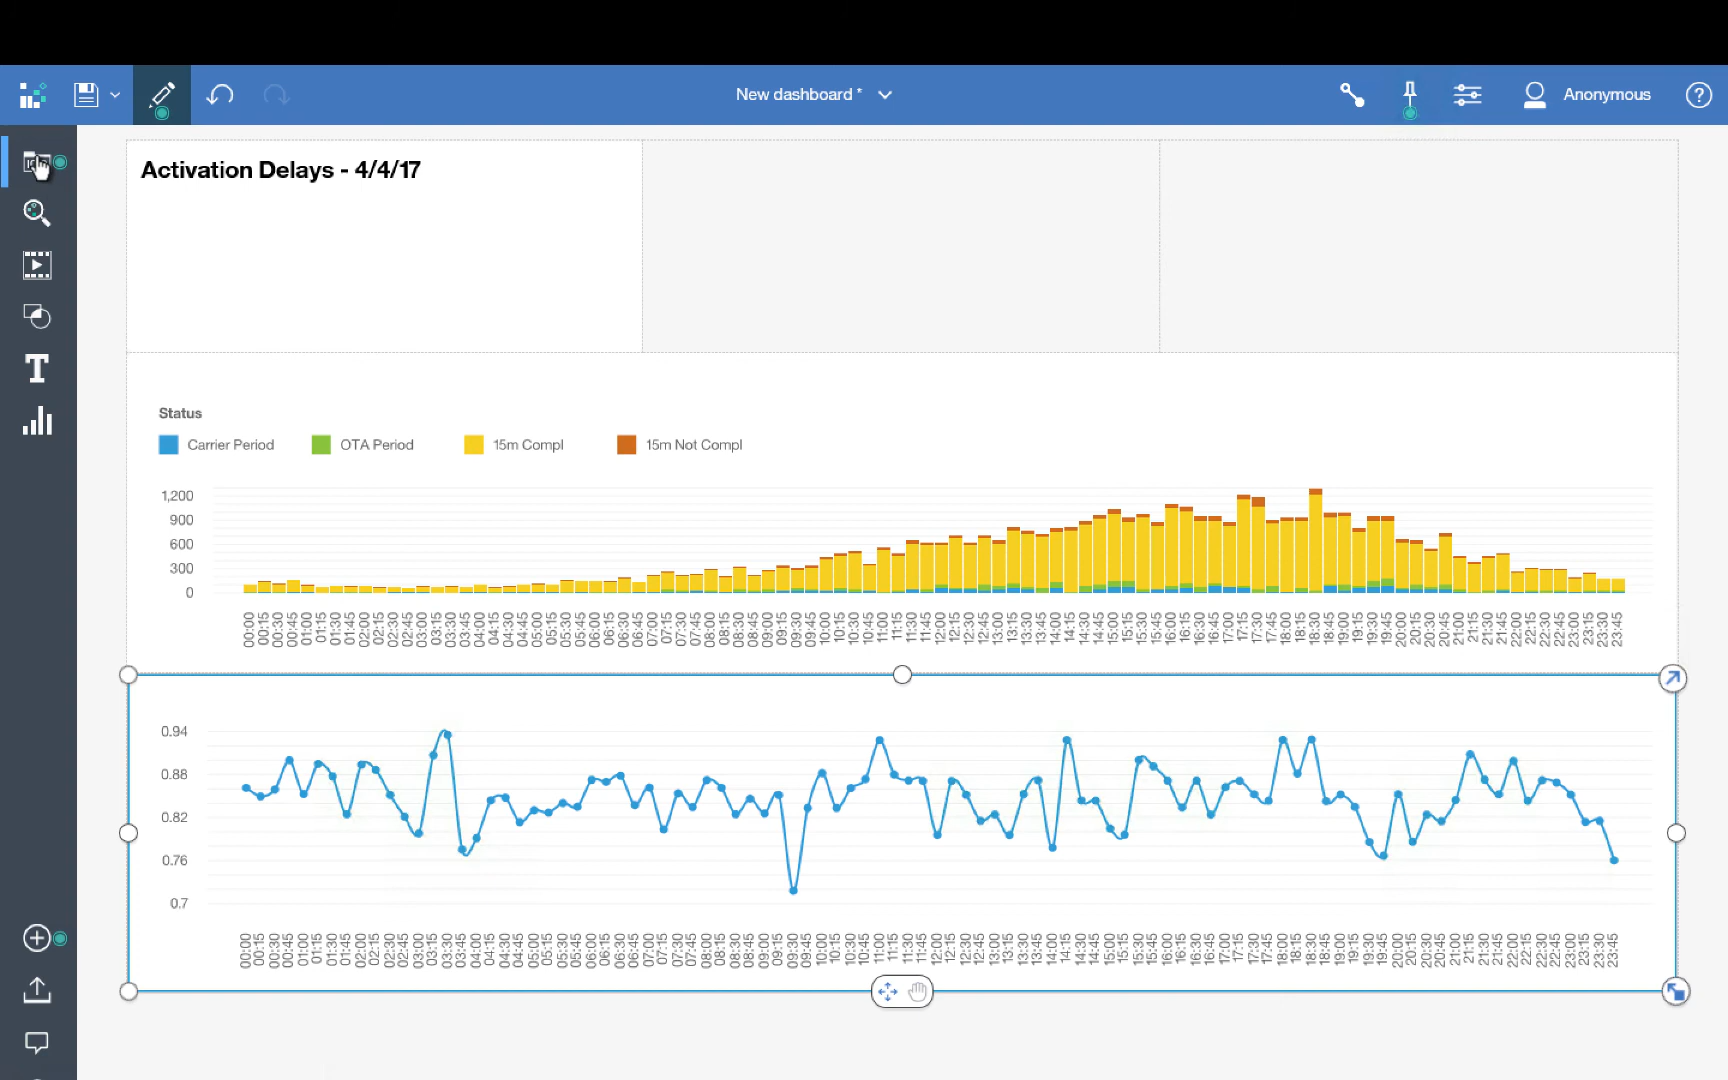 New dashboard *
Anonymous
?
Activation Delays - 4/4/17
Status
Carrier Period OTA Period 15m Compl 15m Not Compl
1,200
900
600
300
0
00:00 00:15 00:30 00:45 01:00 01:15 01:30 01:45 02:00 02:15 02:30 02:45 03:00 03:15 03:30 03:45 04:00 04:15 04:30 04:45 05:00 05:15 05:30 05:45 06:00 06:15 06:30 06:45 07:00 07:15 07:30 07:45 08:00 08:15 08:30 08:45 09:00 09:15 09:30 09:45 10:00 10:15 10:30 10:45 11:00 11:15 11:30 11:45 12:00 12:15 12:30 12:45 13:00 13:15 13:30 13:45 14:00 14:15 14:30 14:45 15:00 15:15 15:30 15:45 16:00 16:15 16:30 16:45 17:00 17:15 17:30 17:45 18:00 18:15 18:30 18:45 19:00 19:15 19:30 19:45 20:00 20:15 20:30 20:45 21:00 21:15 21:30 21:45 22:00 22:15 22:30 22:45 23:00 23:15 23:30 23:45
0.94
0.88
0.82
0.76
0.7
00:00 00:15 00:30 00:45 01:00 01:15 01:30 01:45 02:00 02:15 02:30 02:45 03:00 03:15 03:30 03:45 04:00 04:15 04:30 04:45 05:00 05:15 05:30 05:45 06:00 06:15 06:30 06:45 07:00 07:15 07:30 07:45 08:00 08:15 08:30 08:45 09:00 09:15 09:30 09:45 10:00 10:15 10:30 10:45 11:00 11:15 11:30 11:45 12:00 12:15 12:30 12:45 13:00 13:15 13:30 13:45 14:00 14:15 14:30 14:45 15:00 15:15 15:30 15:45 16:00 16:15 16:30 16:45 17:00 17:15 17:30 17:45 18:00 18:15 18:30 18:45 19:00 19:15 19:30 19:45 20:00 20:15 20:30 20:45 21:00 21:15 21:30 21:45 22:00 22:15 22:30 22:45 23:00 23:15 23:30 23:45